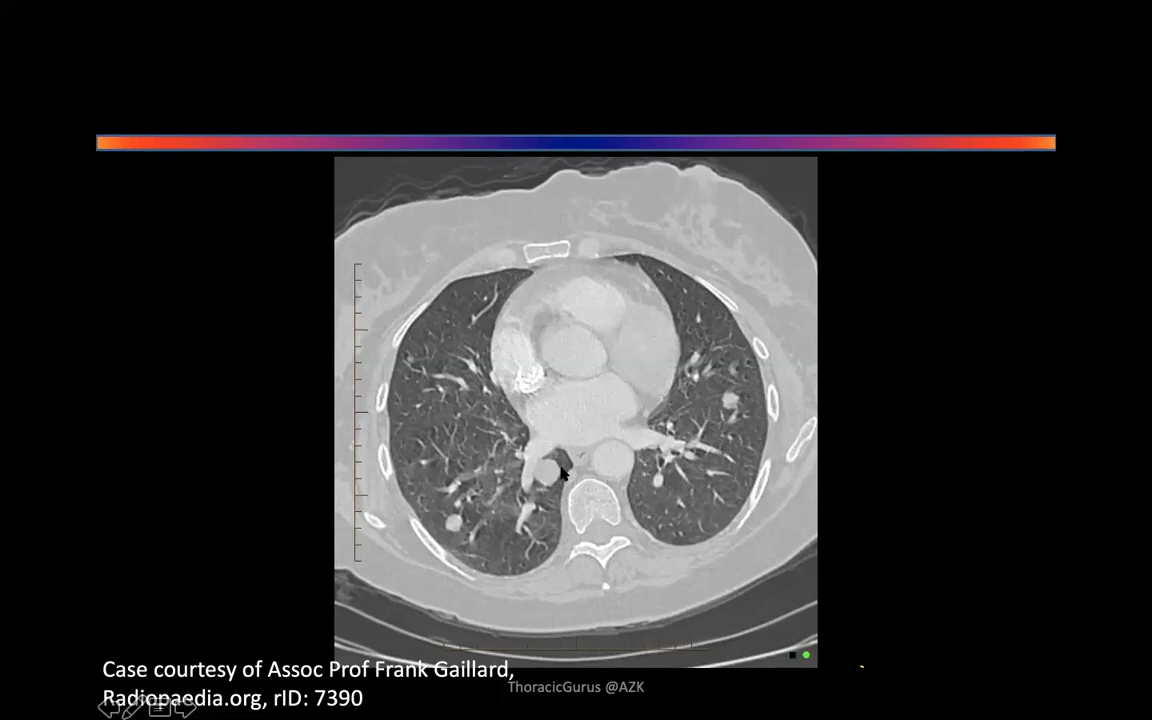 Case courtesy of Assoc Prof Frank Gaillard,
Radiopaedia.org, rID: 7390
ThoracicGurus @AZK